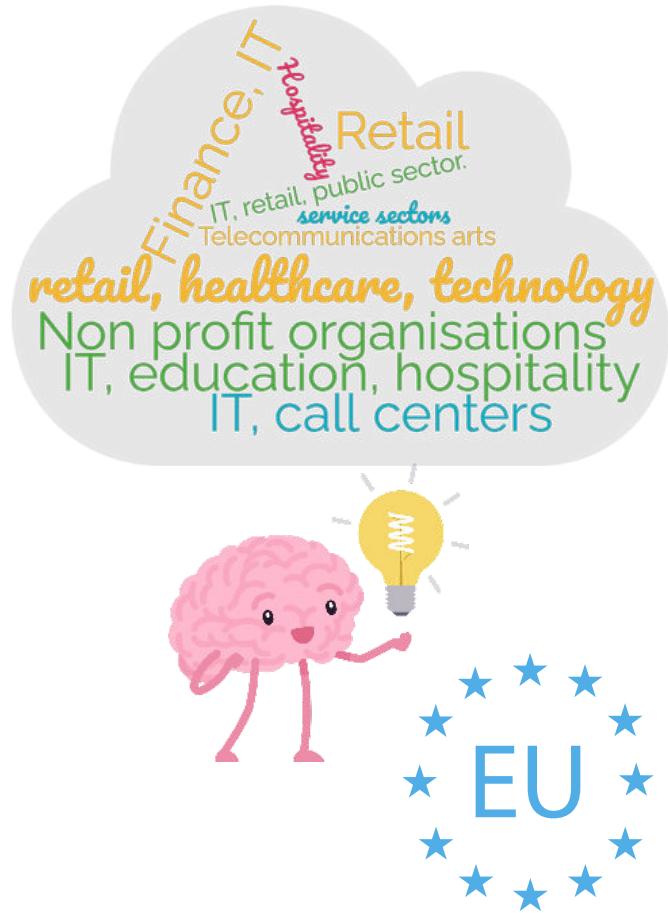 Finance, IT
Hospitality
Retail
IT, retail, public sector.
service sectors
Telecommunications arts
retail, healthcare, technology
Non profit organisations
IT, education, hospitality
IT, call centers
EU